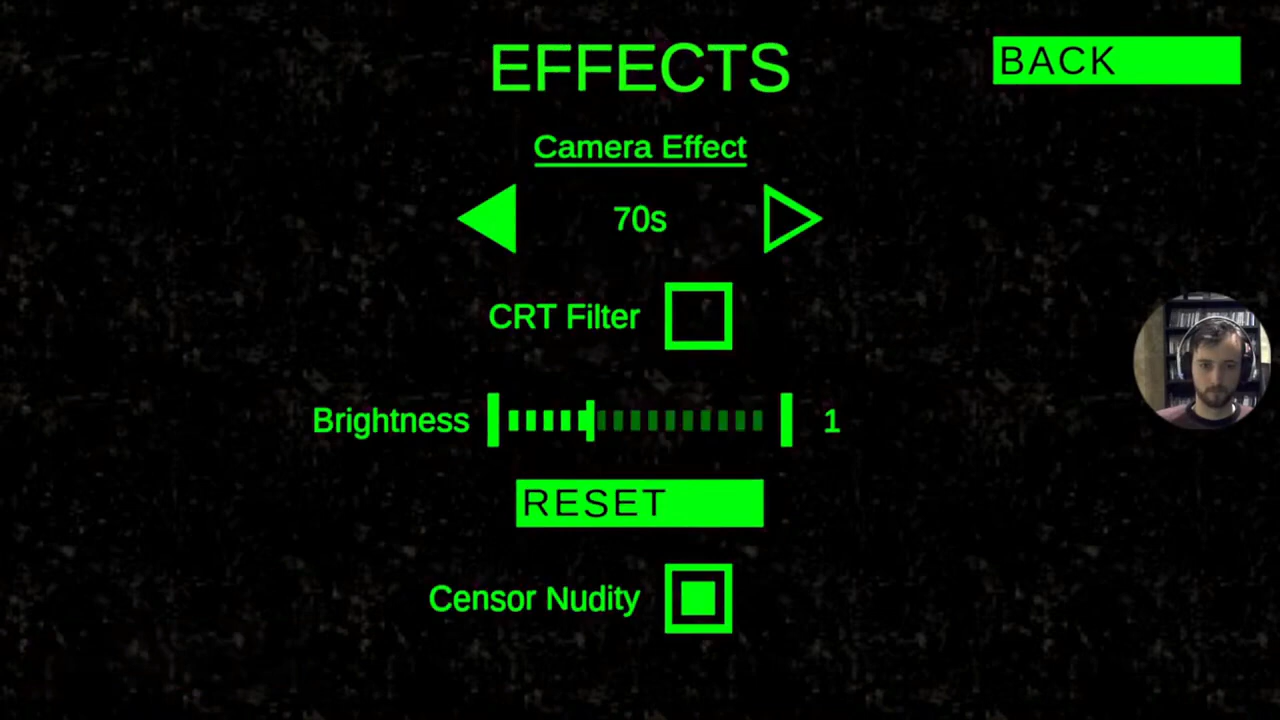 EFFECTS
BACK
Camera Effect
70s
CRT Filter
Brightness 1
RESET
Censor Nudity